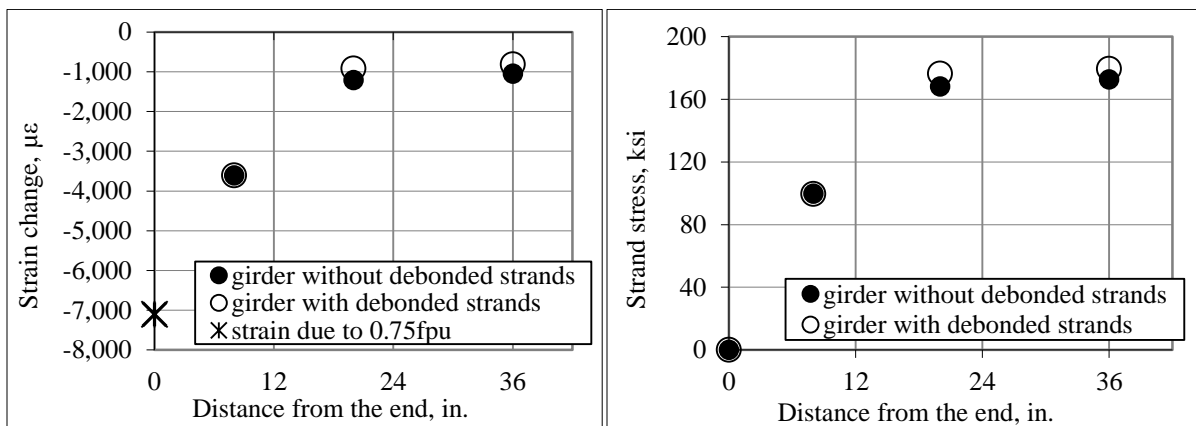 0
-1,000
-2,000
-3,000
-4,000
-5,000
-6,000
-7,000
-8,000
Strain change, με
girder without debonded strands
girder with debonded strands
strain due to 0.75fpu
0 12 24 36
Distance from the end, in.
200
160
120
80
40
0
Strand stress, ksi
girder without debonded strands
girder with debonded strands
0 12 24 36
Distance from the end, in.